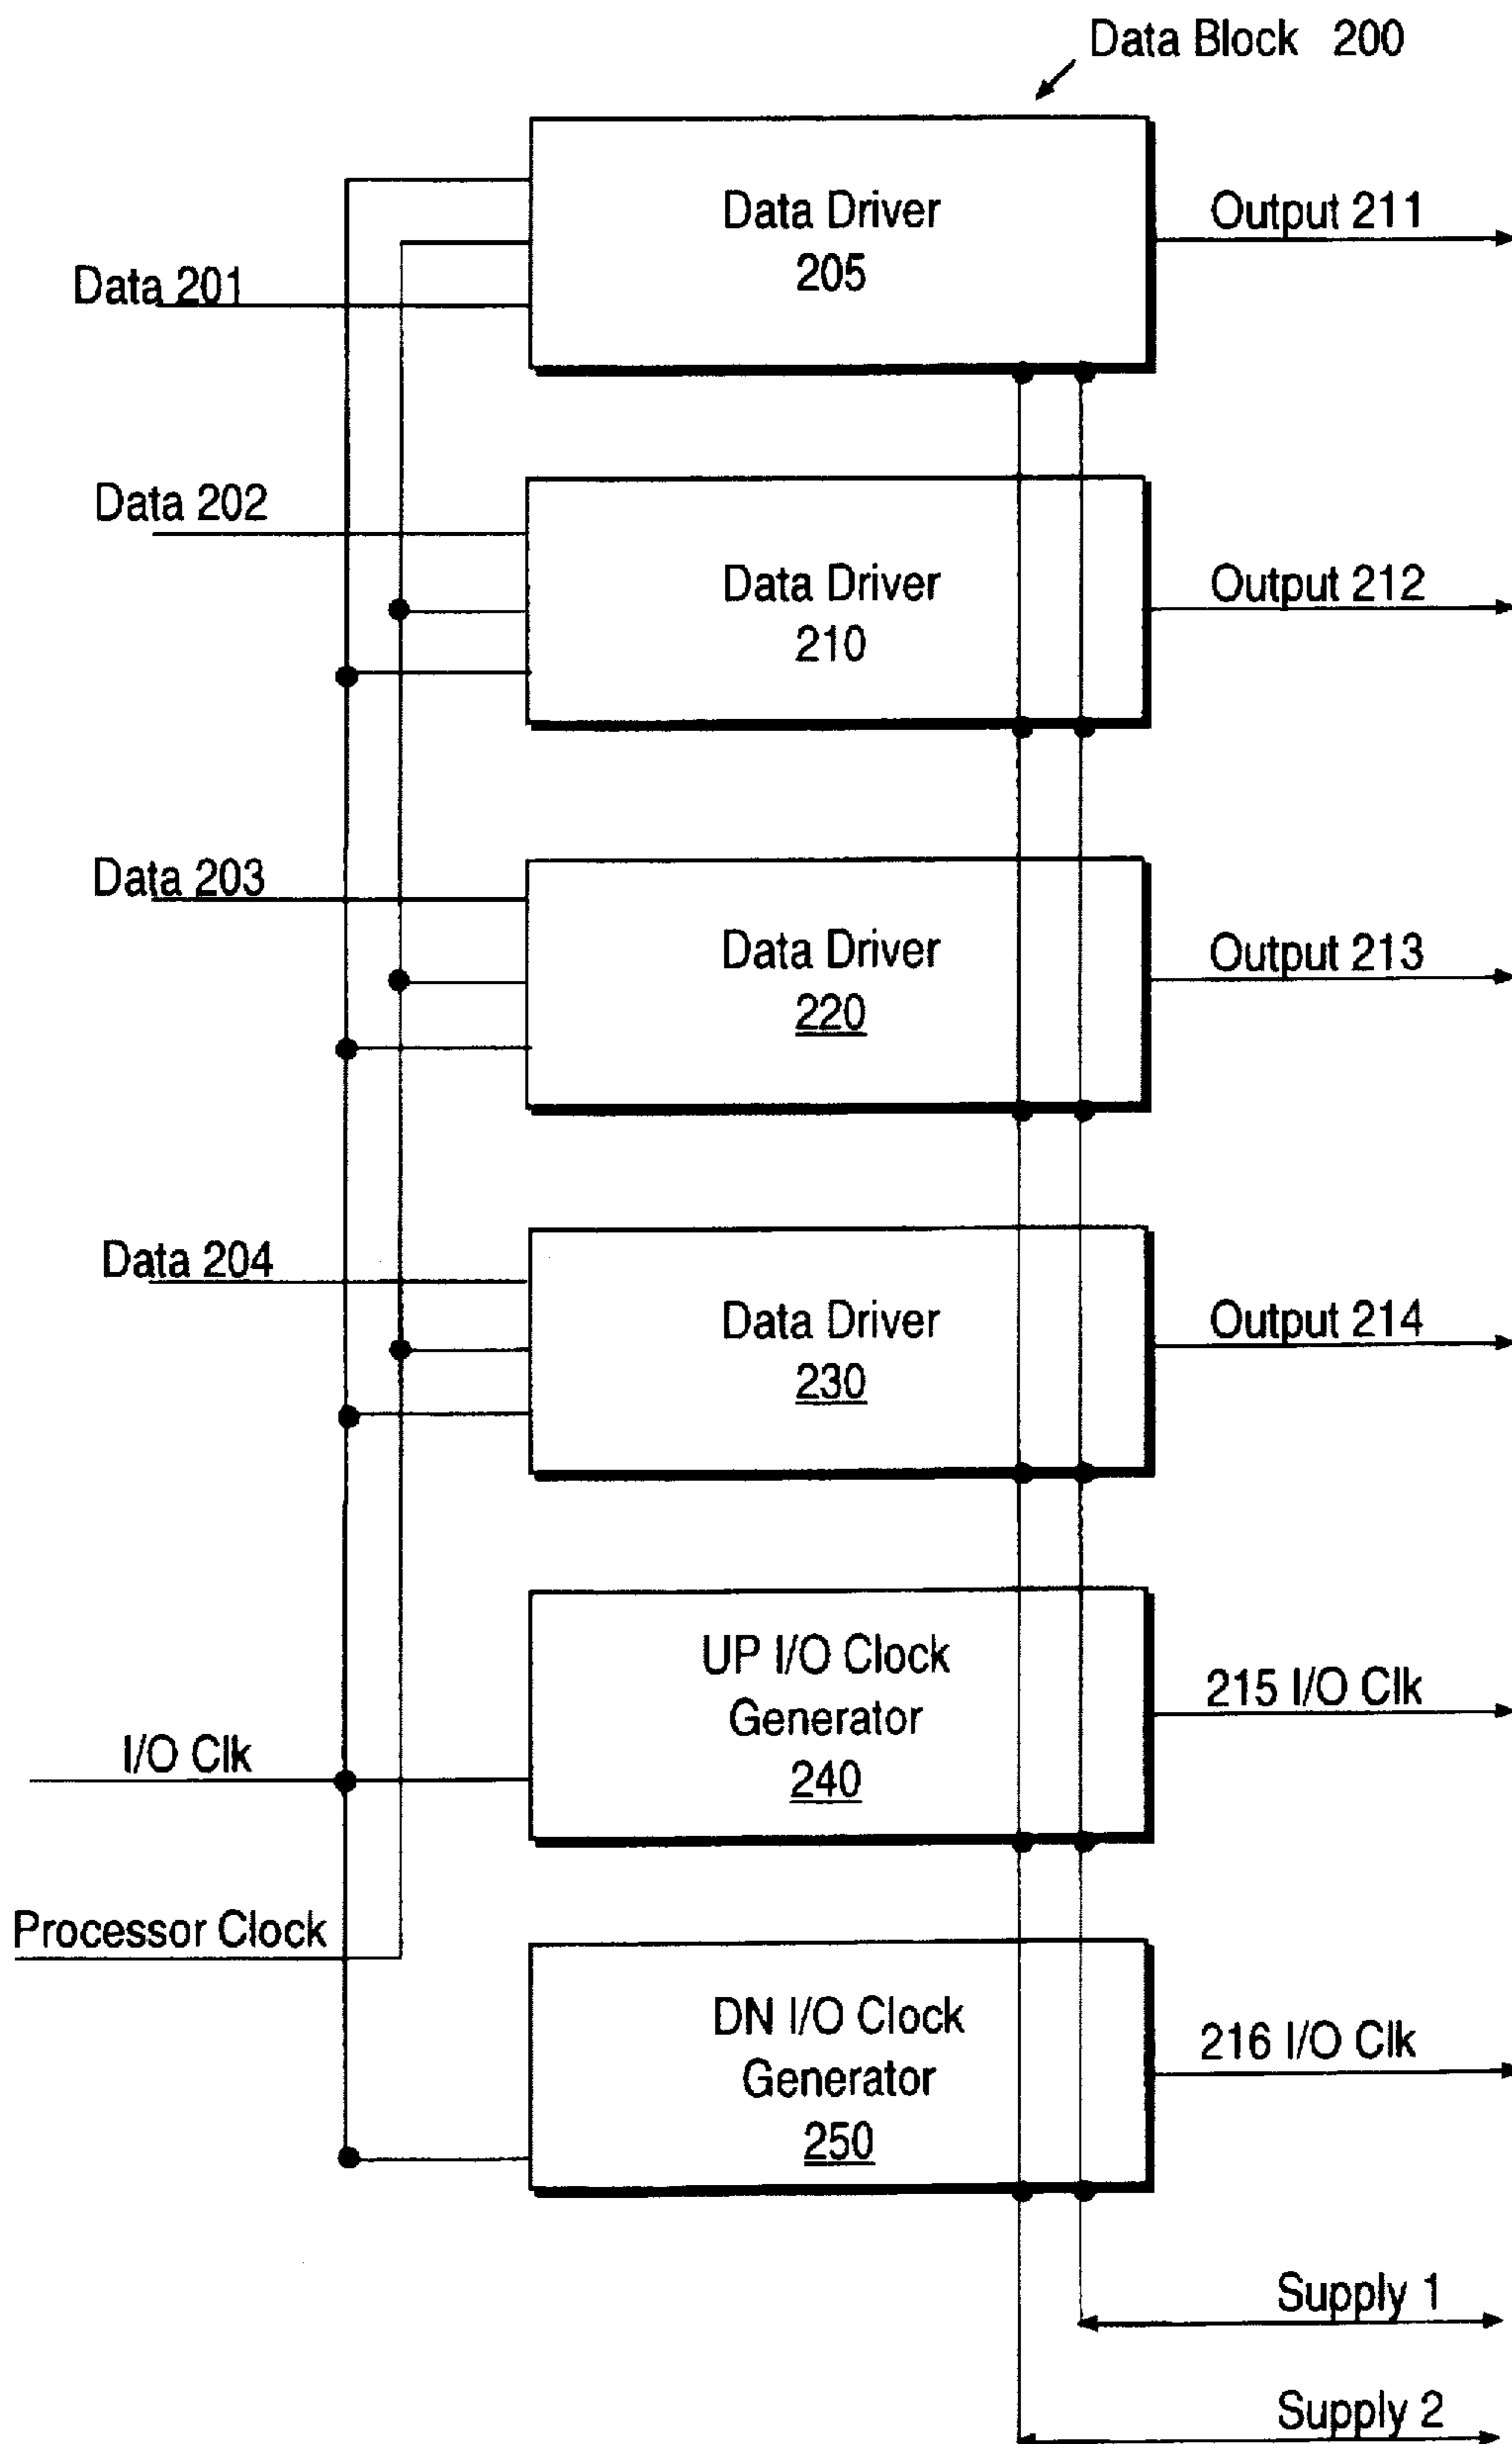 Data Block 200
Data Driver
205
Output 211
Data 201
Data 202
Data Driver
210
Output 212
Data 203
Data Driver
220
Output 213
Data 204
Data Driver
230
Output 214
UP I/O Clock
Generator
240
215 I/O Clk
I/O Clk
Processor Clock
DN I/O Clock
Generator
250
216 I/O Clk
Supply 1
Supply 2